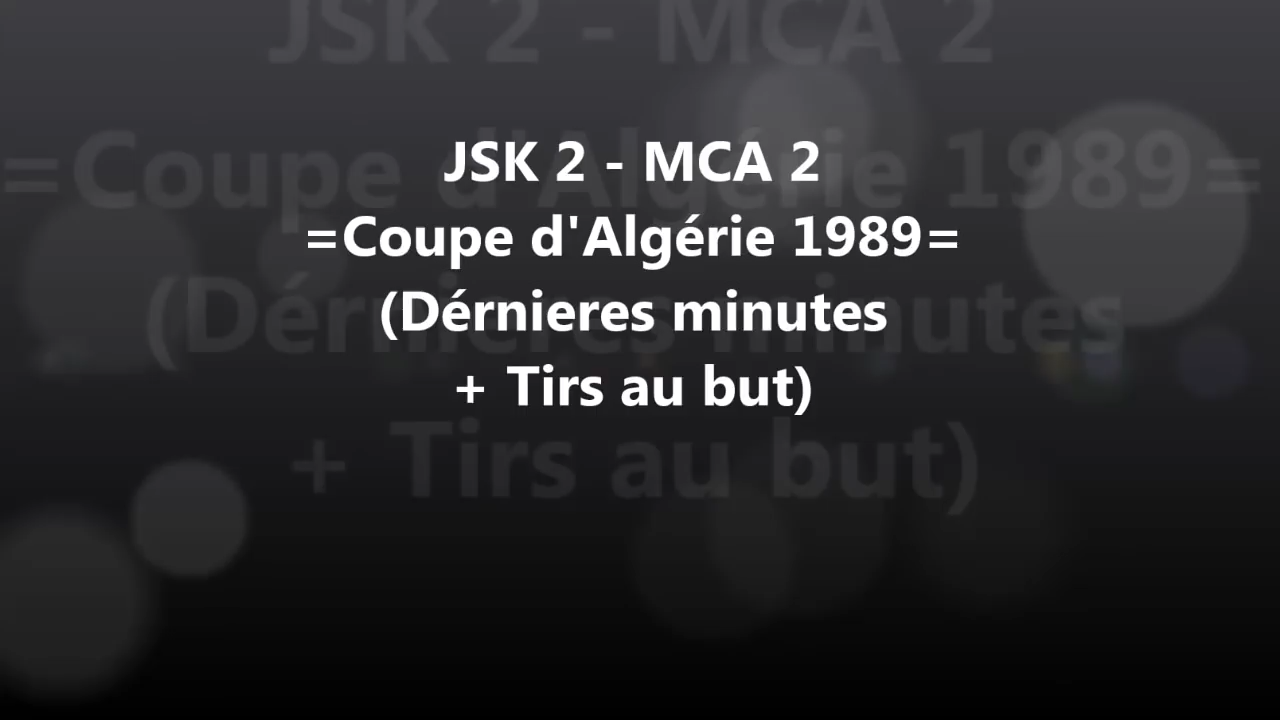 JSK 2 - MCA 2
=Coupe d'Algérie 1989=
(Dérnieres minutes
+ Tirs au but)